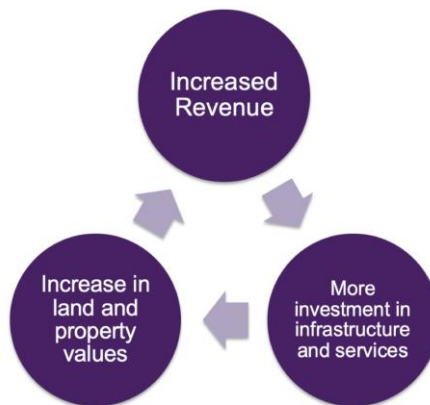 Increased
Revenue
More
investment in
infrastructure
and services
Increase in
land and
property
values